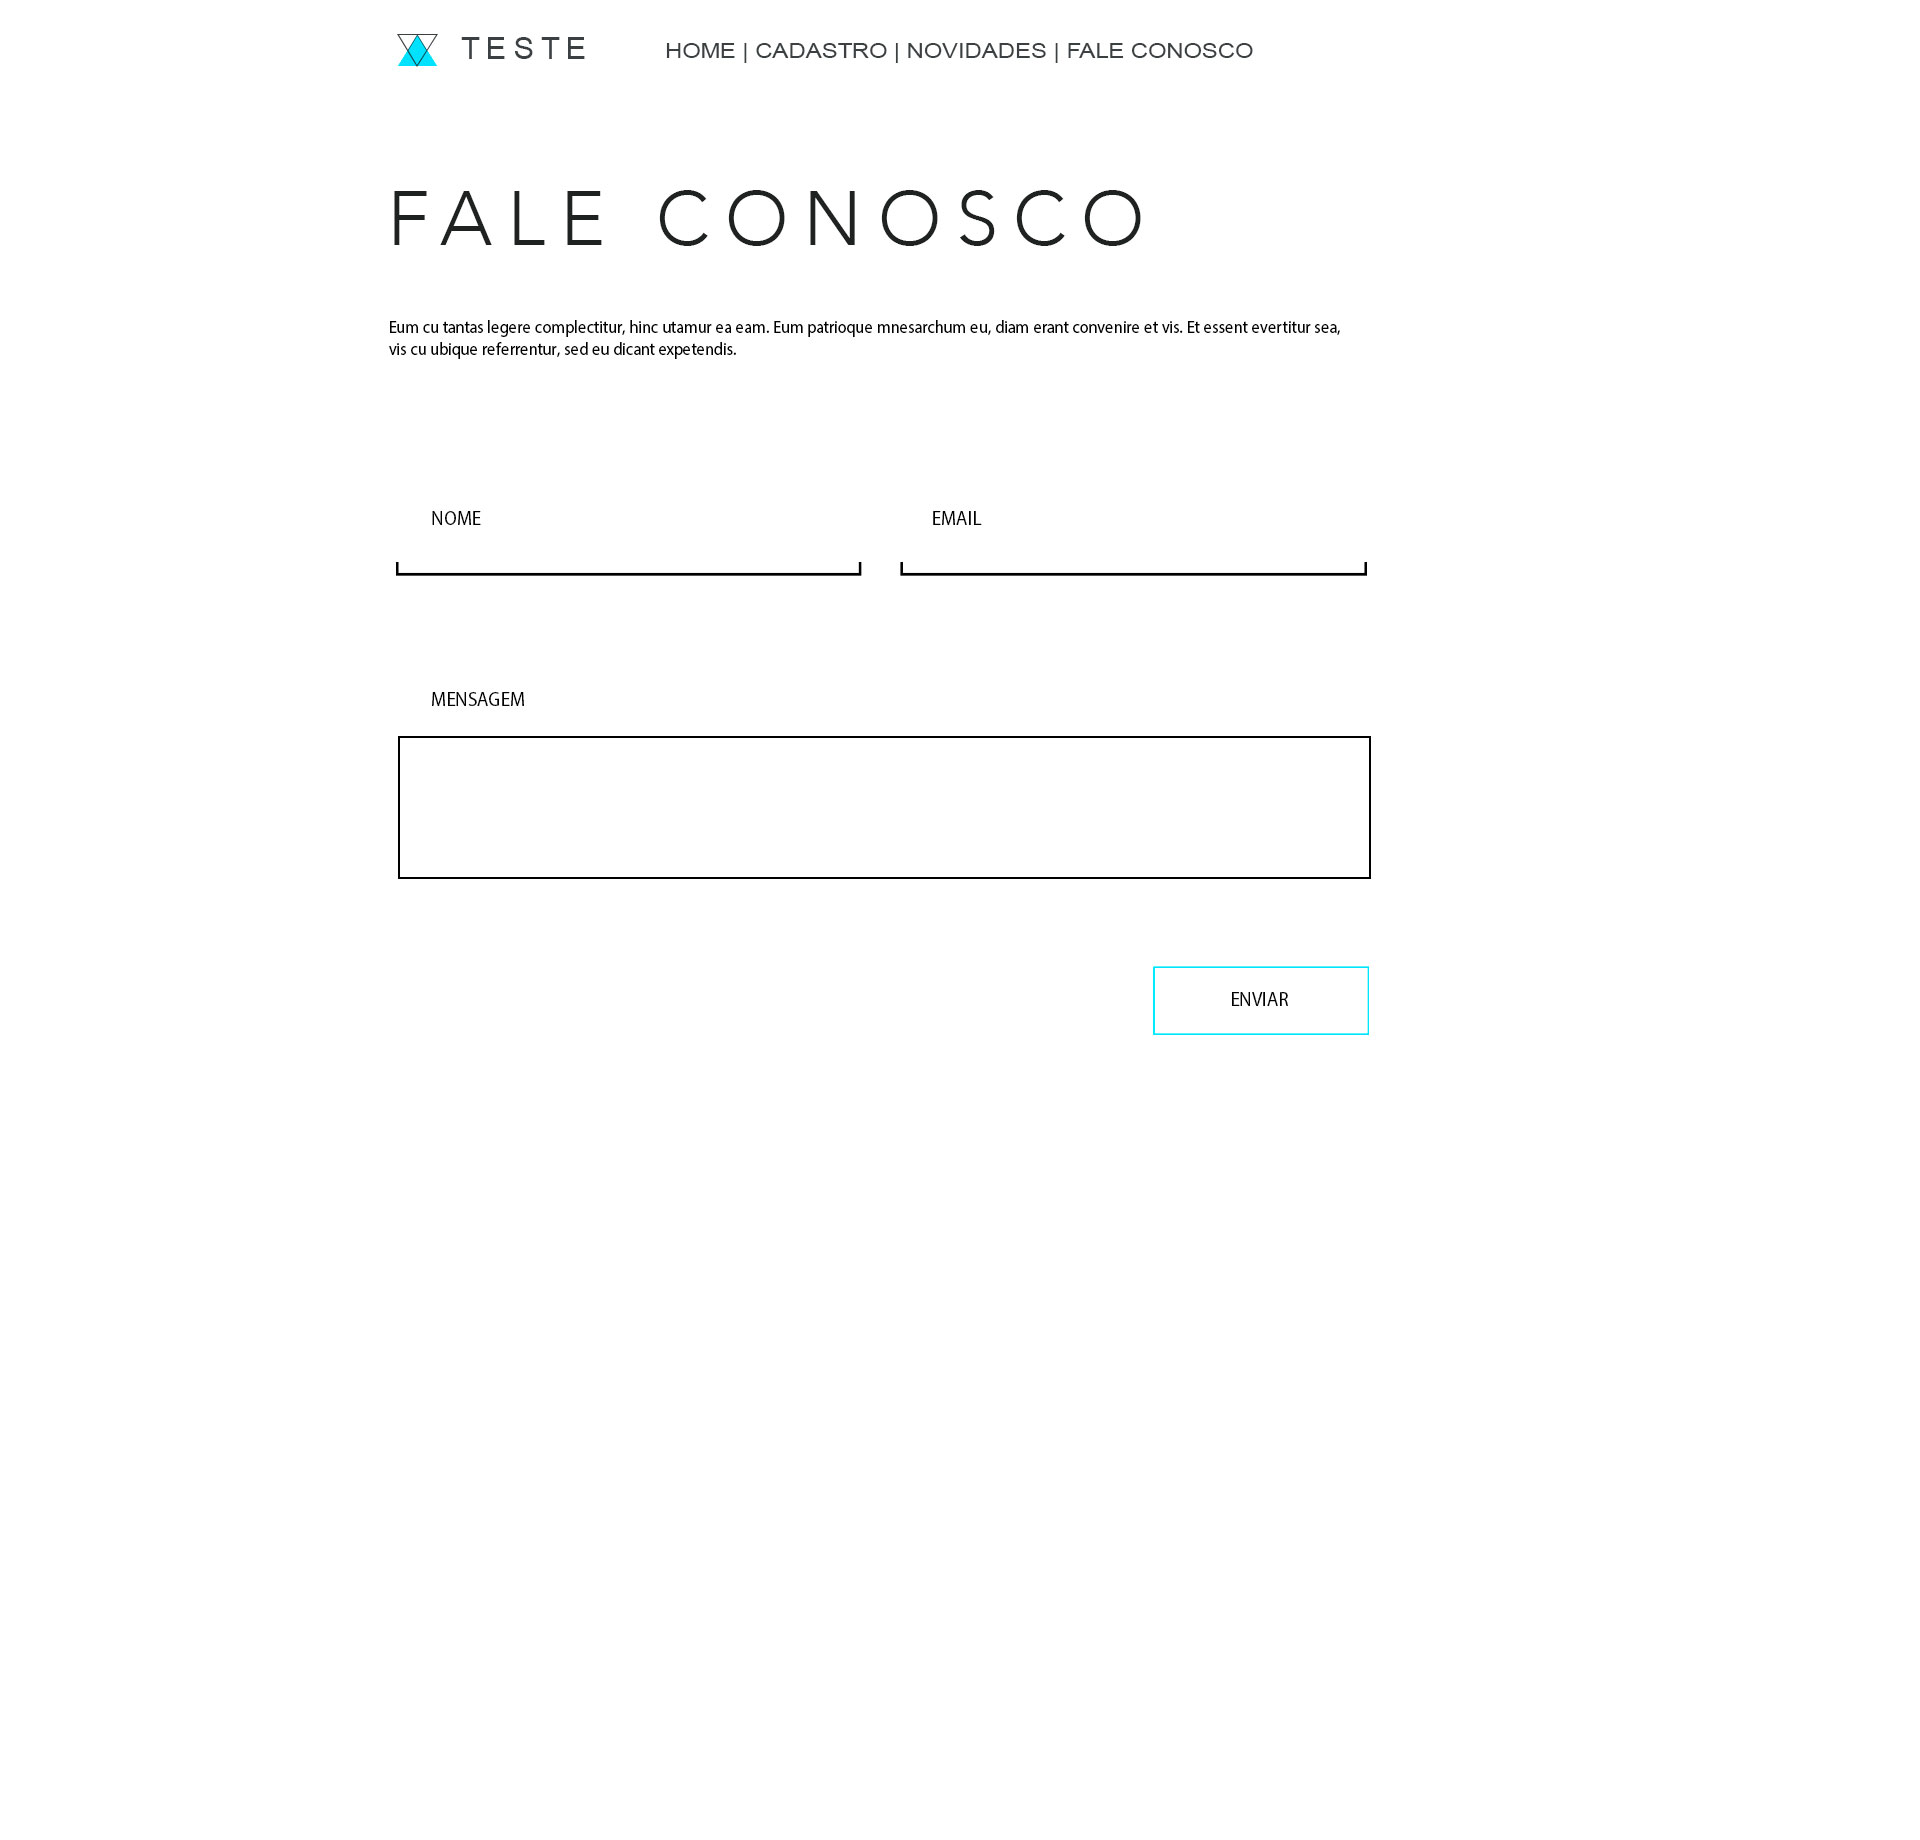 TESTE
HOME | CADASTRO | NOVIDADES | FALE CONOSCO
FALE CONOSCO
Eum cu tantas legere complectitur, hinc utamur ea eam. Eum patrioque mnesarchum eu, diam erant convenire et vis. Et essent evertitur sea,
vis cu ubique referrentur, sed eu dicant expetendis.
NOME
EMAIL
MENSAGEM
ENVIAR